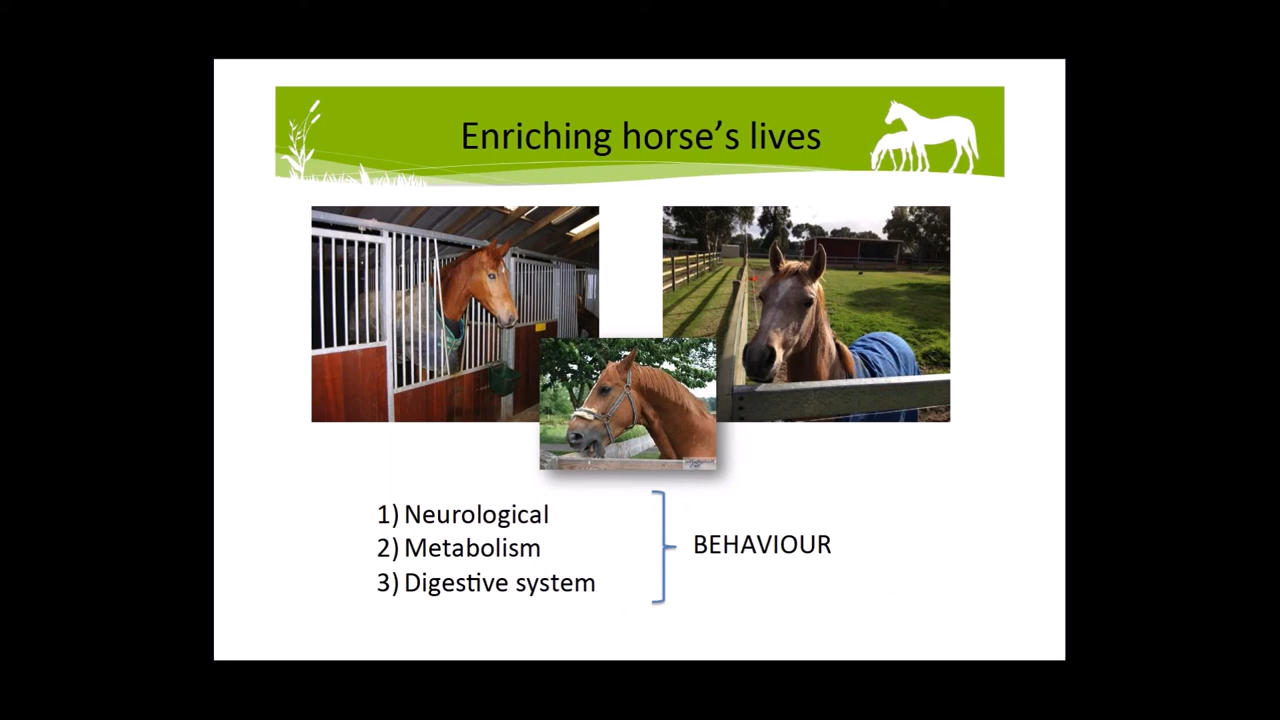 Enriching horse’s lives
1) Neurological
2) Metabolism
3) Digestive system
BEHAVIOUR